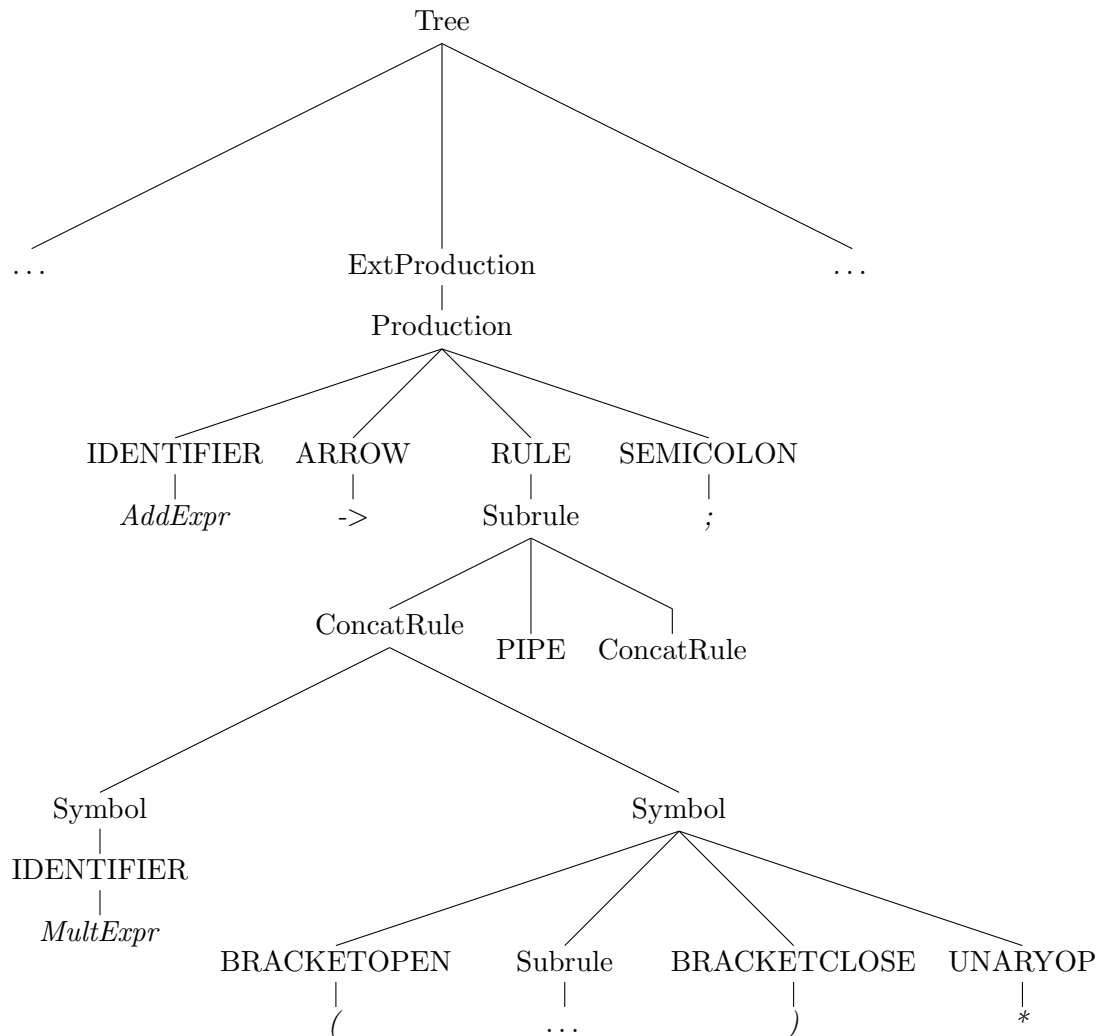 Tree
... ExtProduction ...
Production
IDENTIFIER ARROW RULE SEMICOLON
AddExpr -> Subrule ;
ConcatRule
PIPE ConcatRule
Symbol Symbol
IDENTIFIER
MultExpr
BRACKETOPEN Subrule BRACKETCLOSE UNARYOP
( ... ) *